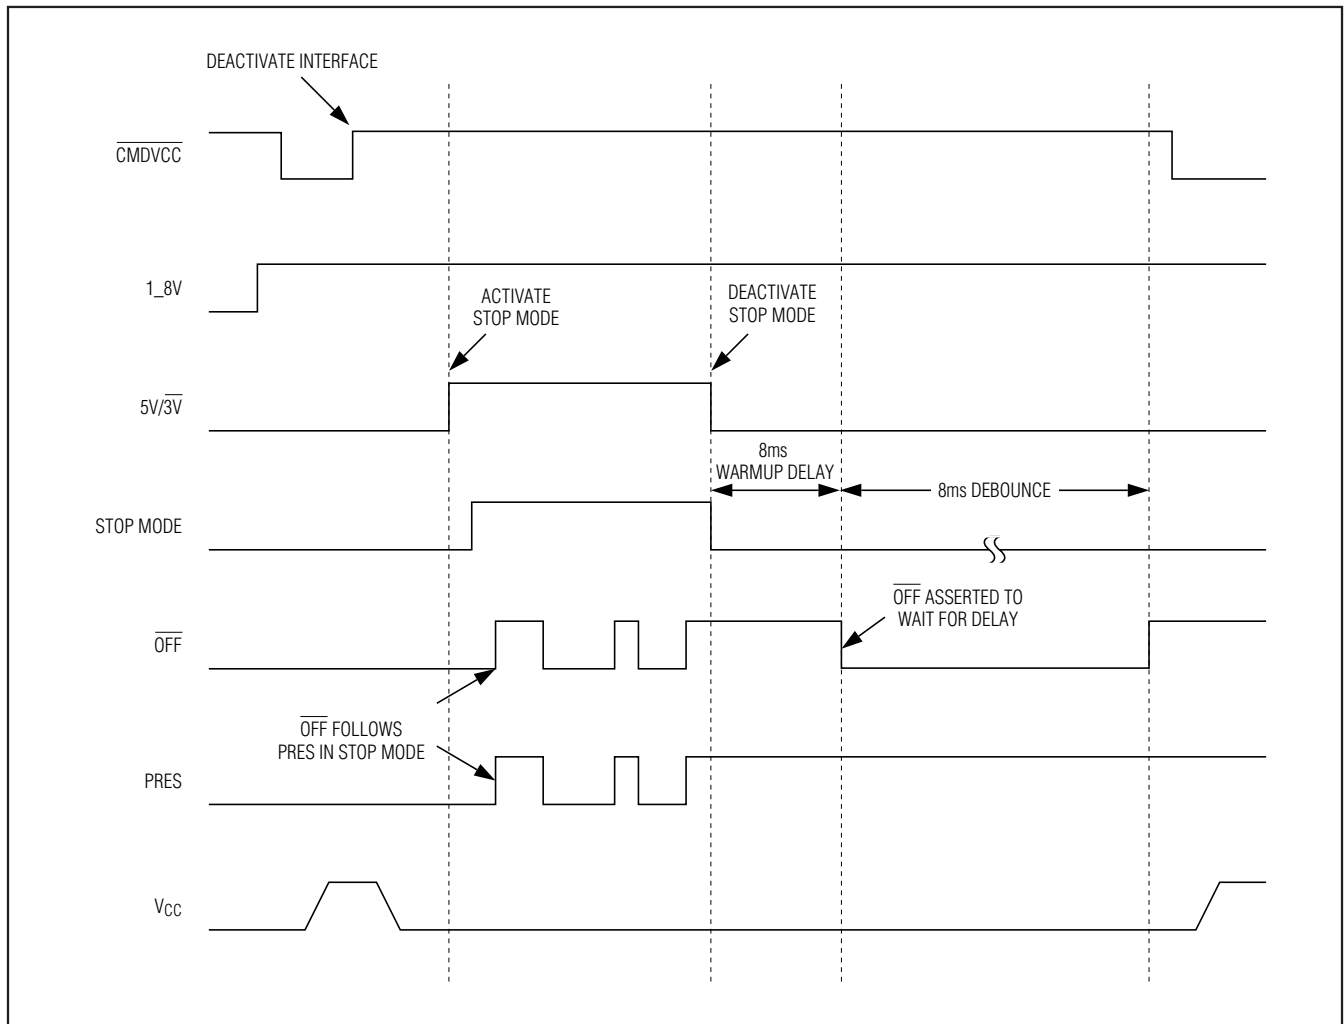 DEACTIVATE INTERFACE
CMDVCC
1_8V
ACTIVATE
STOP MODE
DEACTIVATE
STOP MODE
5V/3V
8ms
WARMUP DELAY
8ms DEBOUNCE
STOP MODE
OFF ASSERTED TO
WAIT FOR DELAY
OFF
OFF FOLLOWS
PRES IN STOP MODE
PRES
VCC